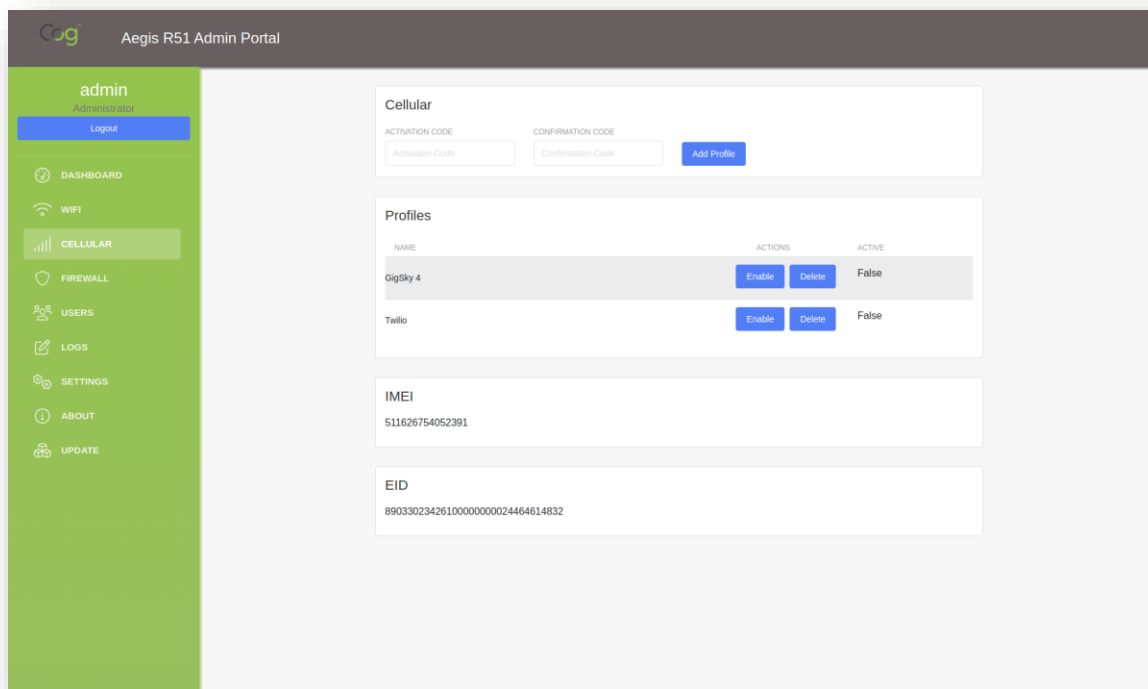 Cog
Aegis R51 Admin Portal
admin
Administrator
Logout
DASHBOARD
WIFI
CELLULAR
FIREWALL
USERS
LOGS
SETTINGS
ABOUT
UPDATE
Cellular
ACTIVATION CODE CONFIRMATION CODE
Activation Code Confirmation Code Add Profile
Profiles
NAME ACTIONS ACTIVE
GigSky 4 Enable Delete False
Twilio Enable Delete False
IMEI
511626754052391
EID
89033023426100000000024464614832